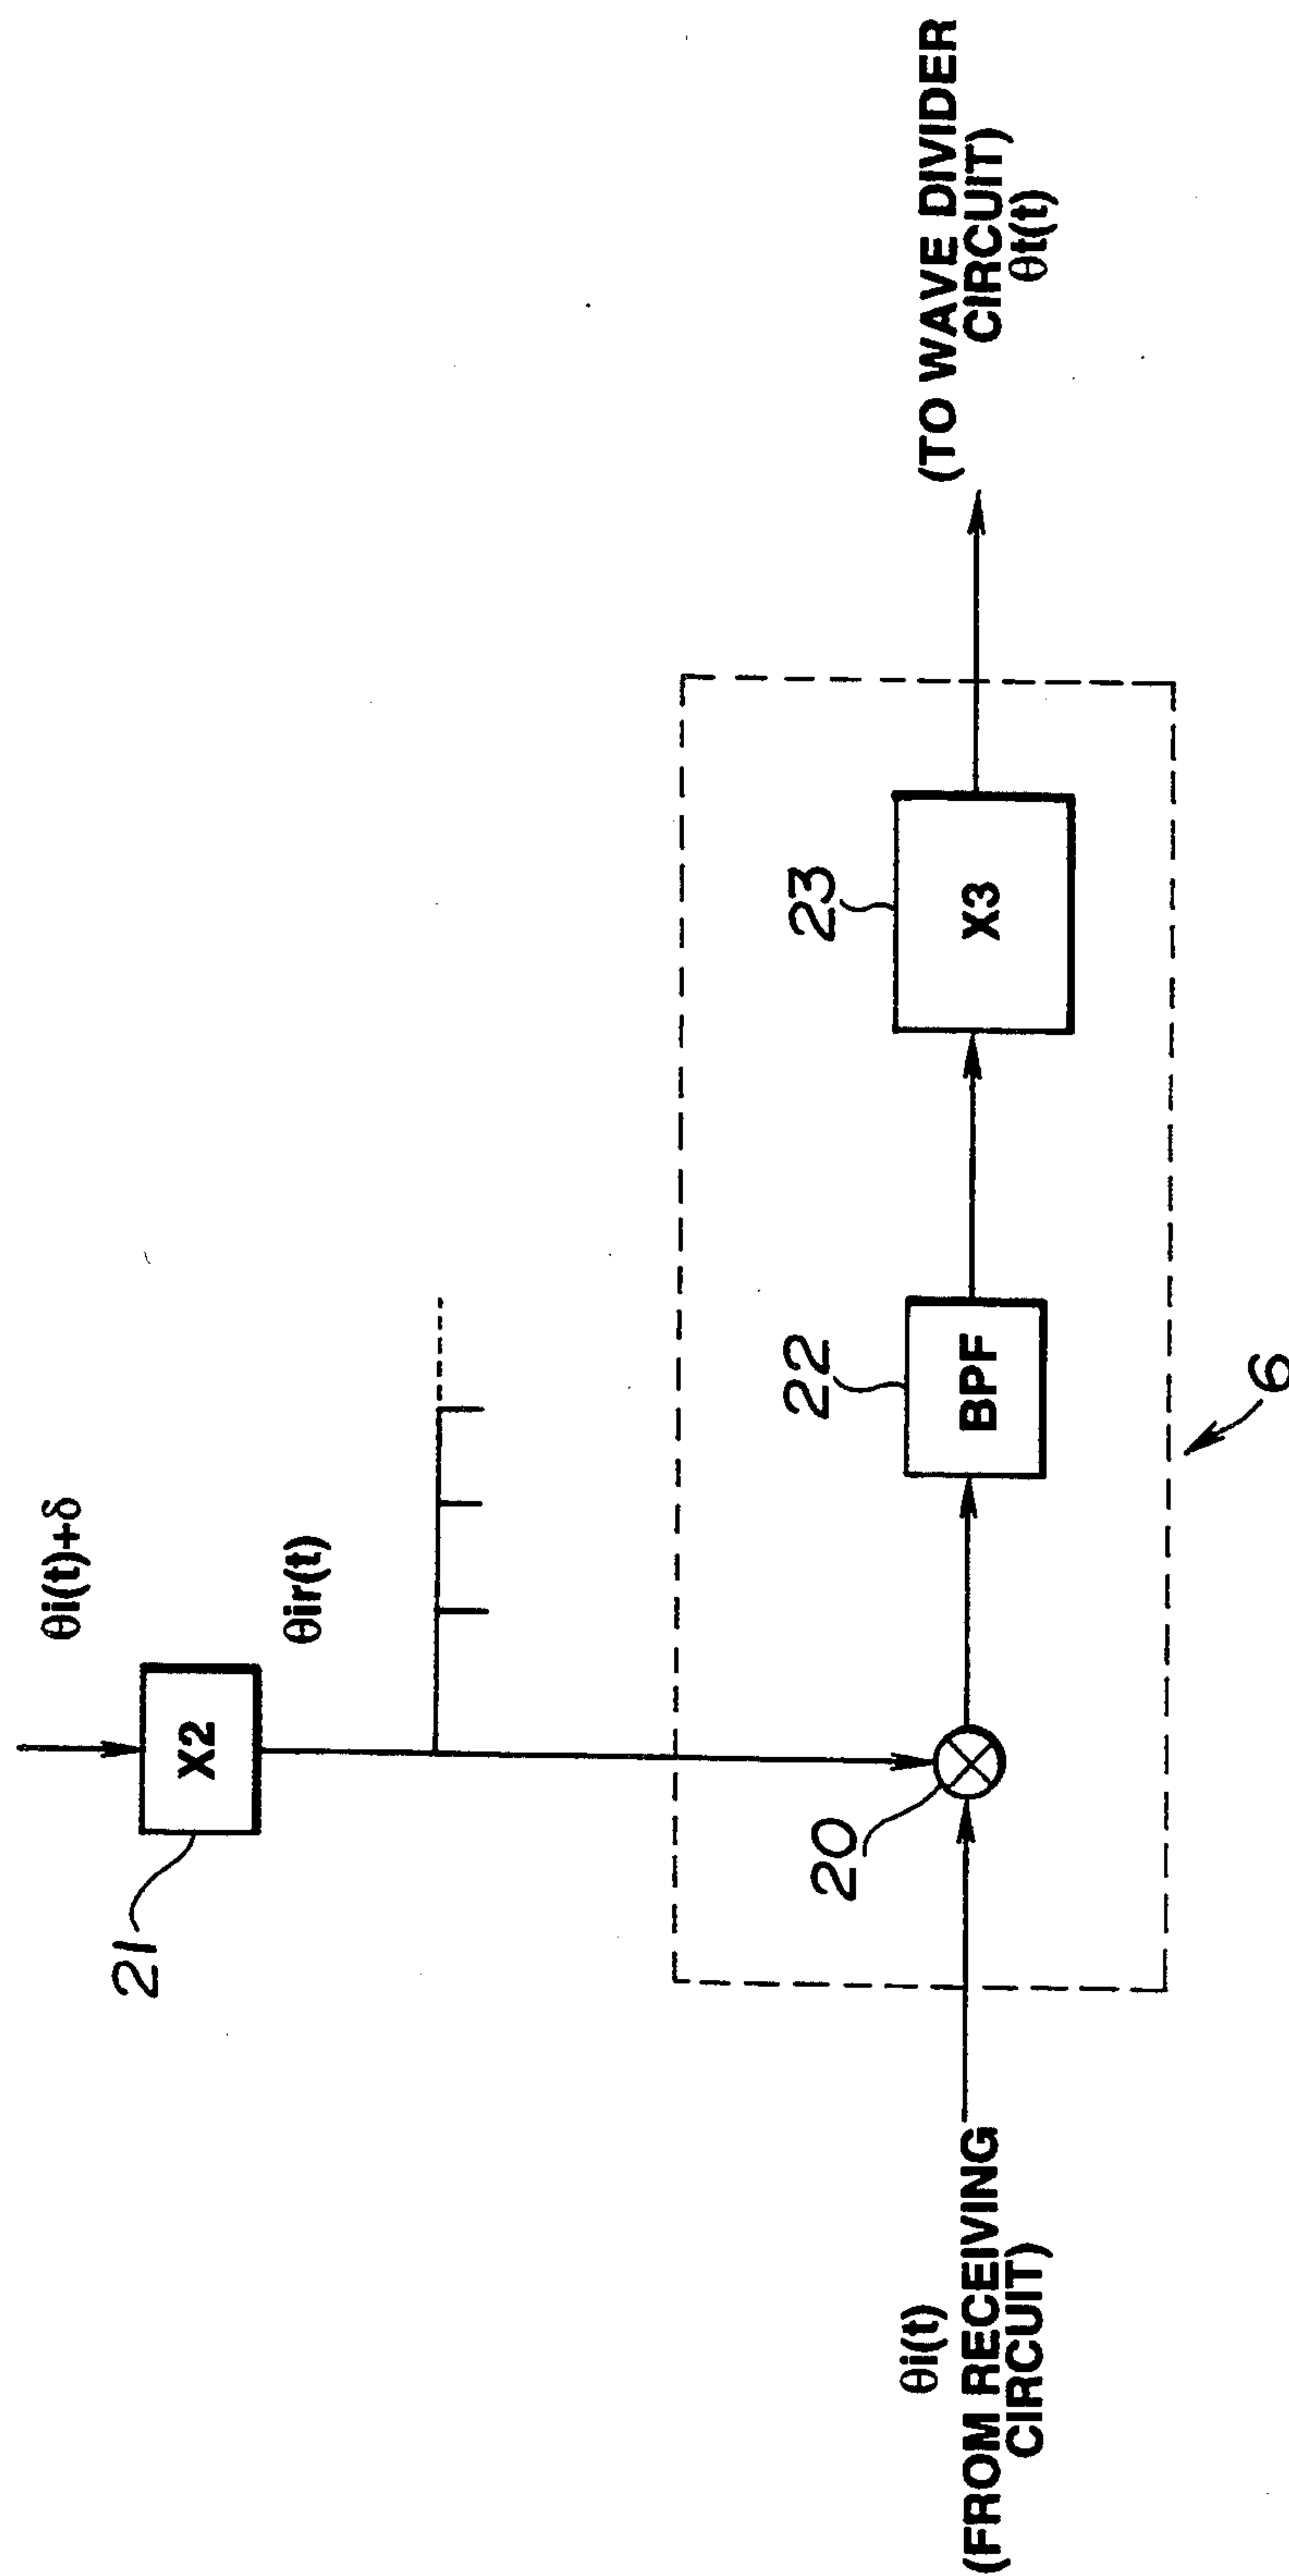 θi(t)+δ
X2
21
θir(t)
(TO WAVE DIVIDER
CIRCUIT)
θt(t)
20
22
BPF
23
X3
6
θi(t)
(FROM RECEIVING
CIRCUIT)